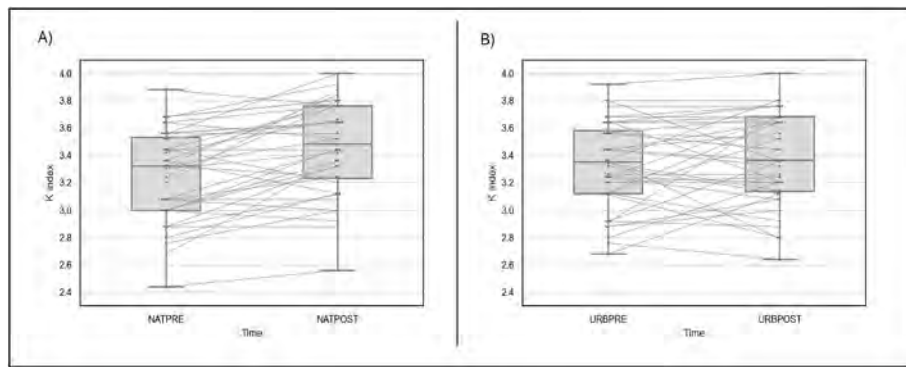 A)
K index
4.0
3.8
3.6
3.4
3.2
3.0
2.8
2.6
2.4
NATPRE NATPOST
Time
B)
K index
4.0
3.8
3.6
3.4
3.2
3.0
2.8
2.6
2.4
URBPRE URBPOST
Time